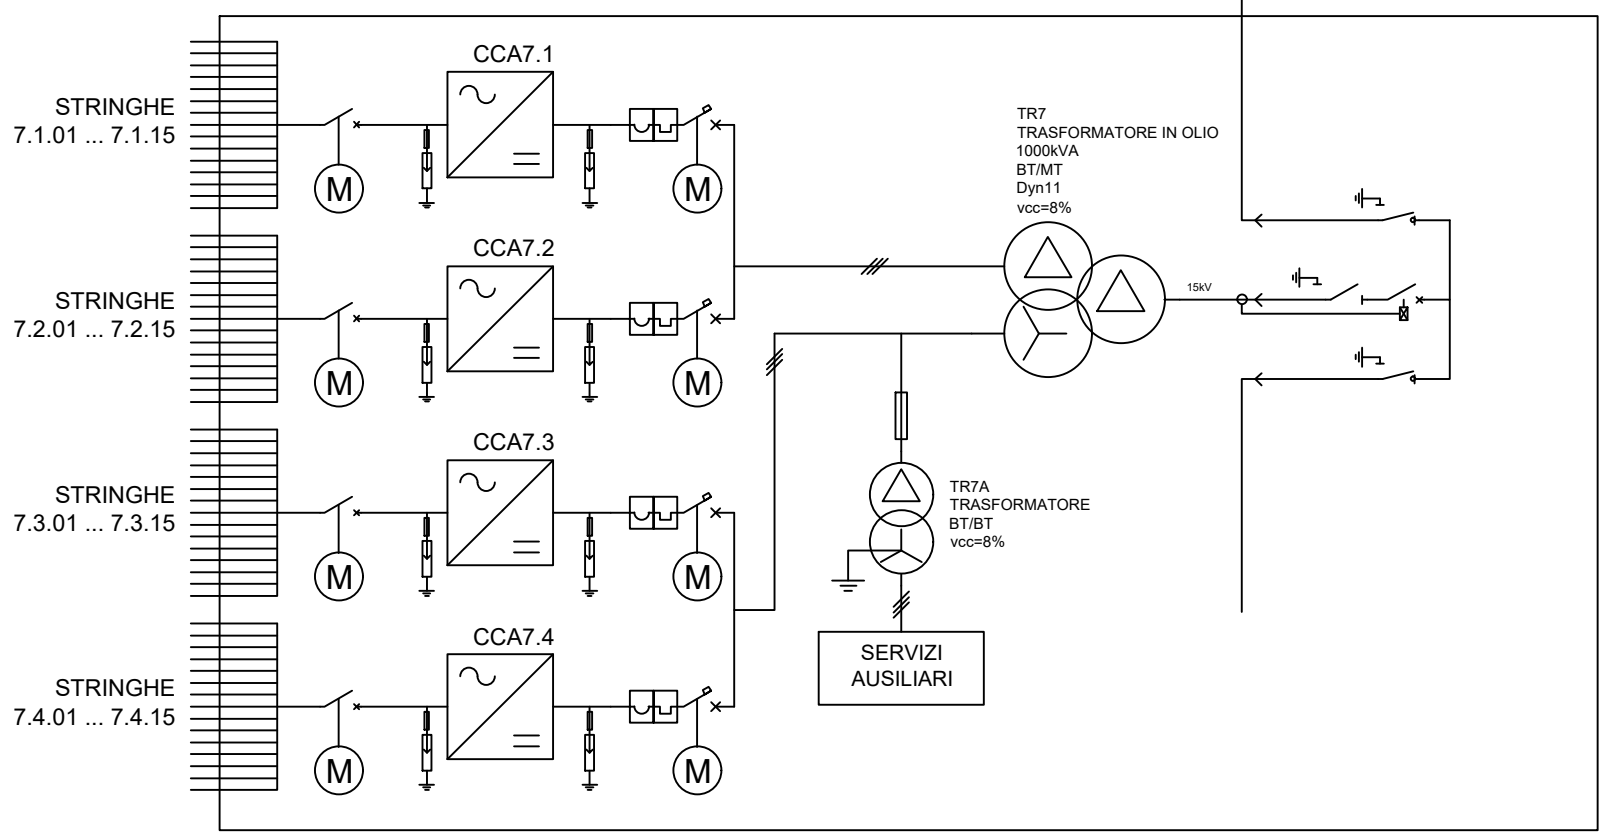 CCA7.1
STRINGHE
7.1.01 ... 7.1.15
M
M
CCA7.2
STRINGHE
7.2.01 ... 7.2.15
M
M
CCA7.3
STRINGHE
7.3.01 ... 7.3.15
M
M
CCA7.4
STRINGHE
7.4.01 ... 7.4.15
M
M
TR7
TRASFORMATORE IN OLIO
1000kVA
BT/MT
Dyn11
vcc=8%
15kV
TR7A
TRASFORMATORE
BT/BT
vcc=8%
SERVIZI
AUSILIARI